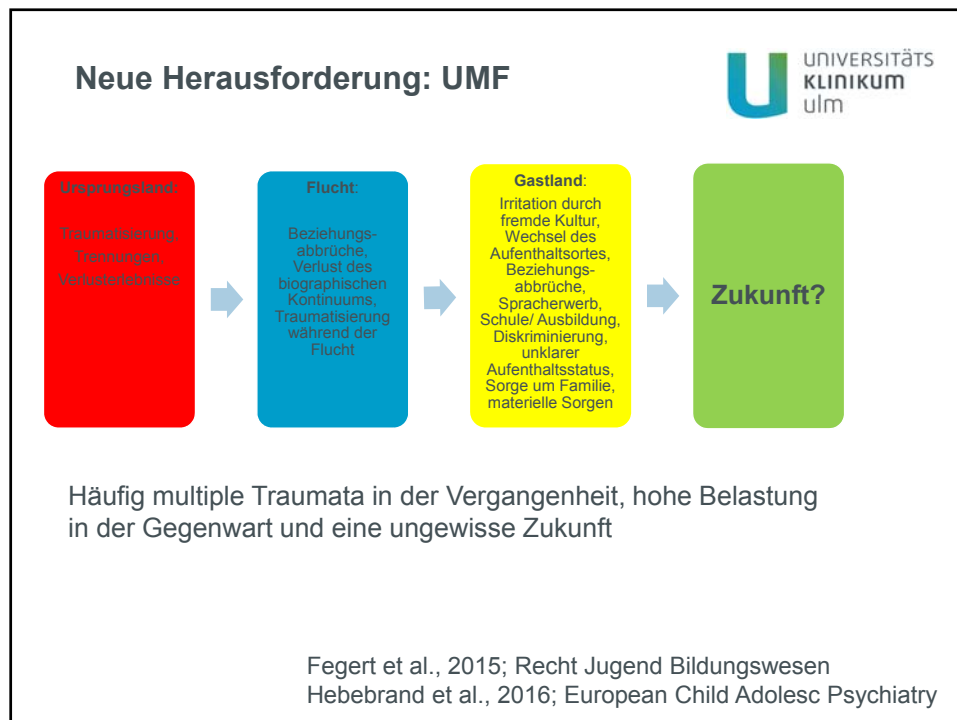 Neue Herausforderung: UMF
UNIVERSITÄTS
KLINIKUM
ulm
Ursprungsland:
Traumatisierung,
Trennungen,
Verlusterlebnisse
Flucht:
Beziehungs-
abbrüche,
Verlust des
biographischen
Kontinuums,
Traumatisierung
während der
Flucht
Gastland:
Irritation durch
fremde Kultur,
Wechsel des
Aufenthaltsortes,
Beziehungs-
abbrüche,
Spracherwerb,
Schule/ Ausbildung,
Diskriminierung,
unklarer
Aufenthaltsstatus,
Sorge um Familie,
materielle Sorgen
Zukunft?
Häufig multiple Traumata in der Vergangenheit, hohe Belastung
in der Gegenwart und eine ungewisse Zukunft
Fegert et al., 2015; Recht Jugend Bildungswesen
Hebebrand et al., 2016; European Child Adolesc Psychiatry